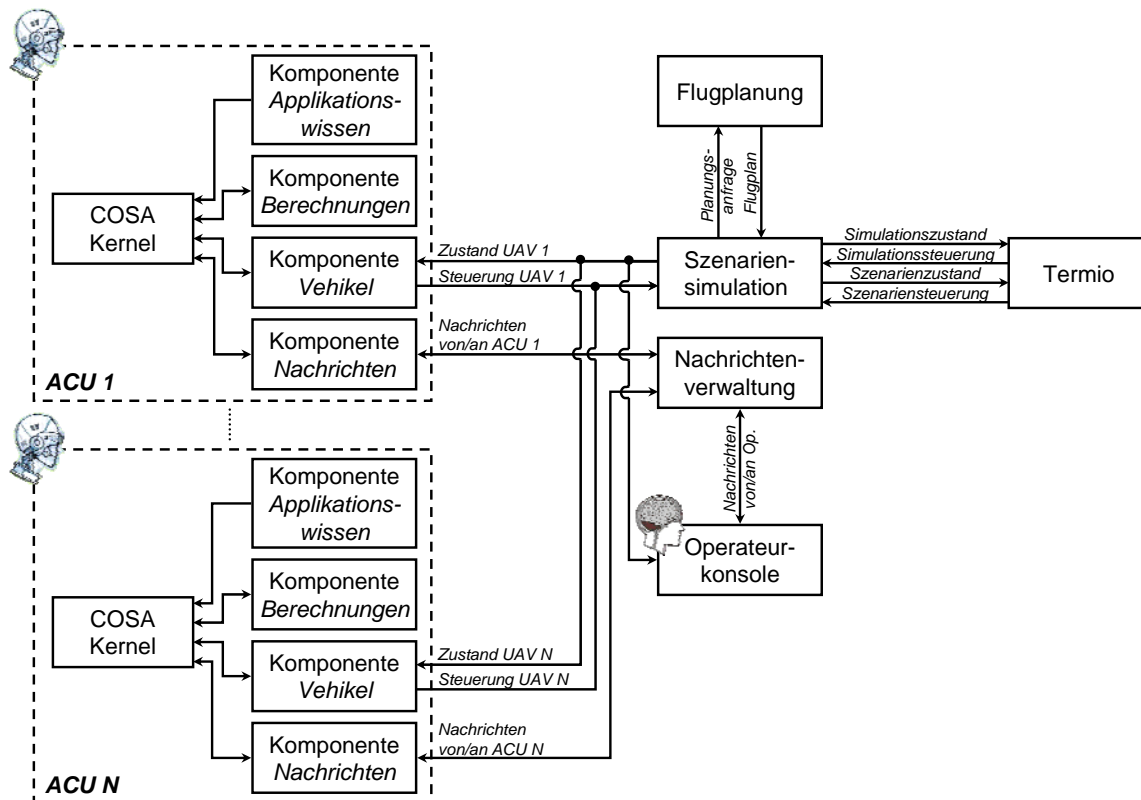 Komponente
Applikations-
wissen
Komponente
Berechnungen
COSA
Kernel
Komponente
Vehikel
Komponente
Nachrichten
ACU 1
Zustand UAV 1
Steuerung UAV 1
Nachrichten
von/an ACU 1
Flugplanung
Planungs-
anfrage
Flugplan
Szenarien-
simulation
Simulationszustand
Simulationssteuerung
Szenarienzustand
Szenariensteuerung
Termio
Nachrichten-
verwaltung
Nachrichten
von/an Op.
Operateur-
konsole
Komponente
Applikations-
wissen
Komponente
Berechnungen
COSA
Kernel
Komponente
Vehikel
Komponente
Nachrichten
ACU N
Zustand UAV N
Steuerung UAV N
Nachrichten
von/an ACU N